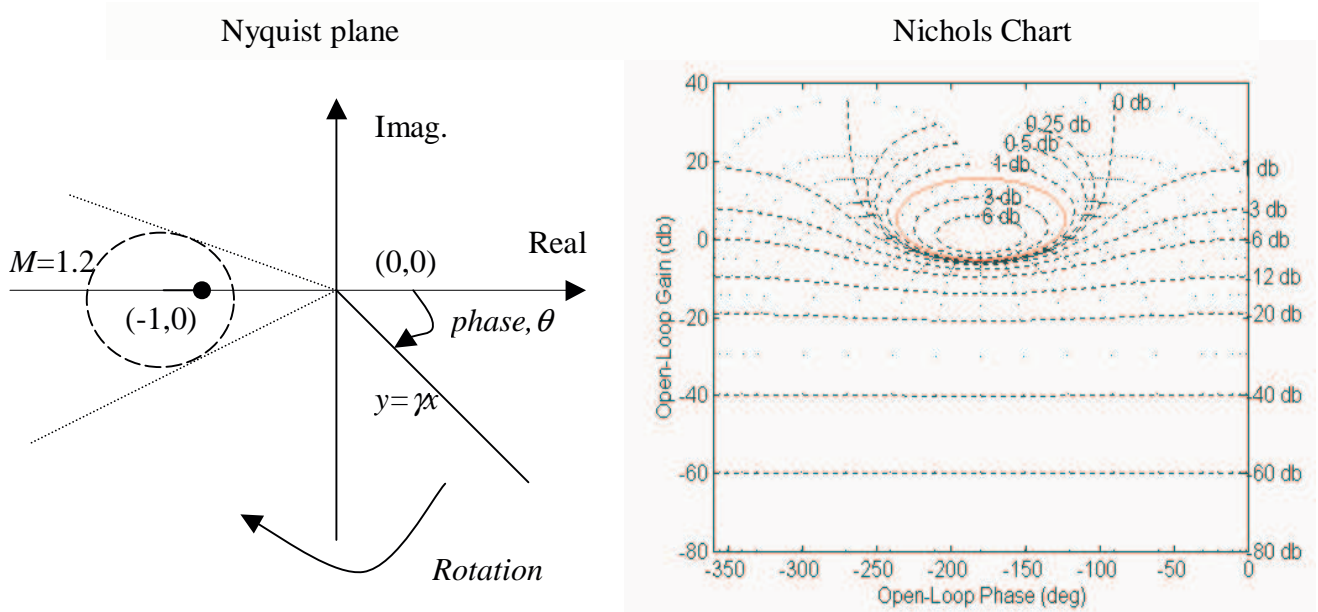 Nyquist plane
Imag.
Real
M=1.2
(0,0)
(-1,0)
phase, θ
y=γx
Rotation
Nichols Chart
Open-Loop Gain (db)
40
20
0
-20
-40
-60
-80
0 db
0.25 db
0.5 db
1 db
3 db
6 db
-1 db
-3 db
-6 db
-12 db
-20 db
-40 db
-60 db
-80 db
-350
-300
-250
-200
-150
-100
-50
0
Open-Loop Phase (deg)